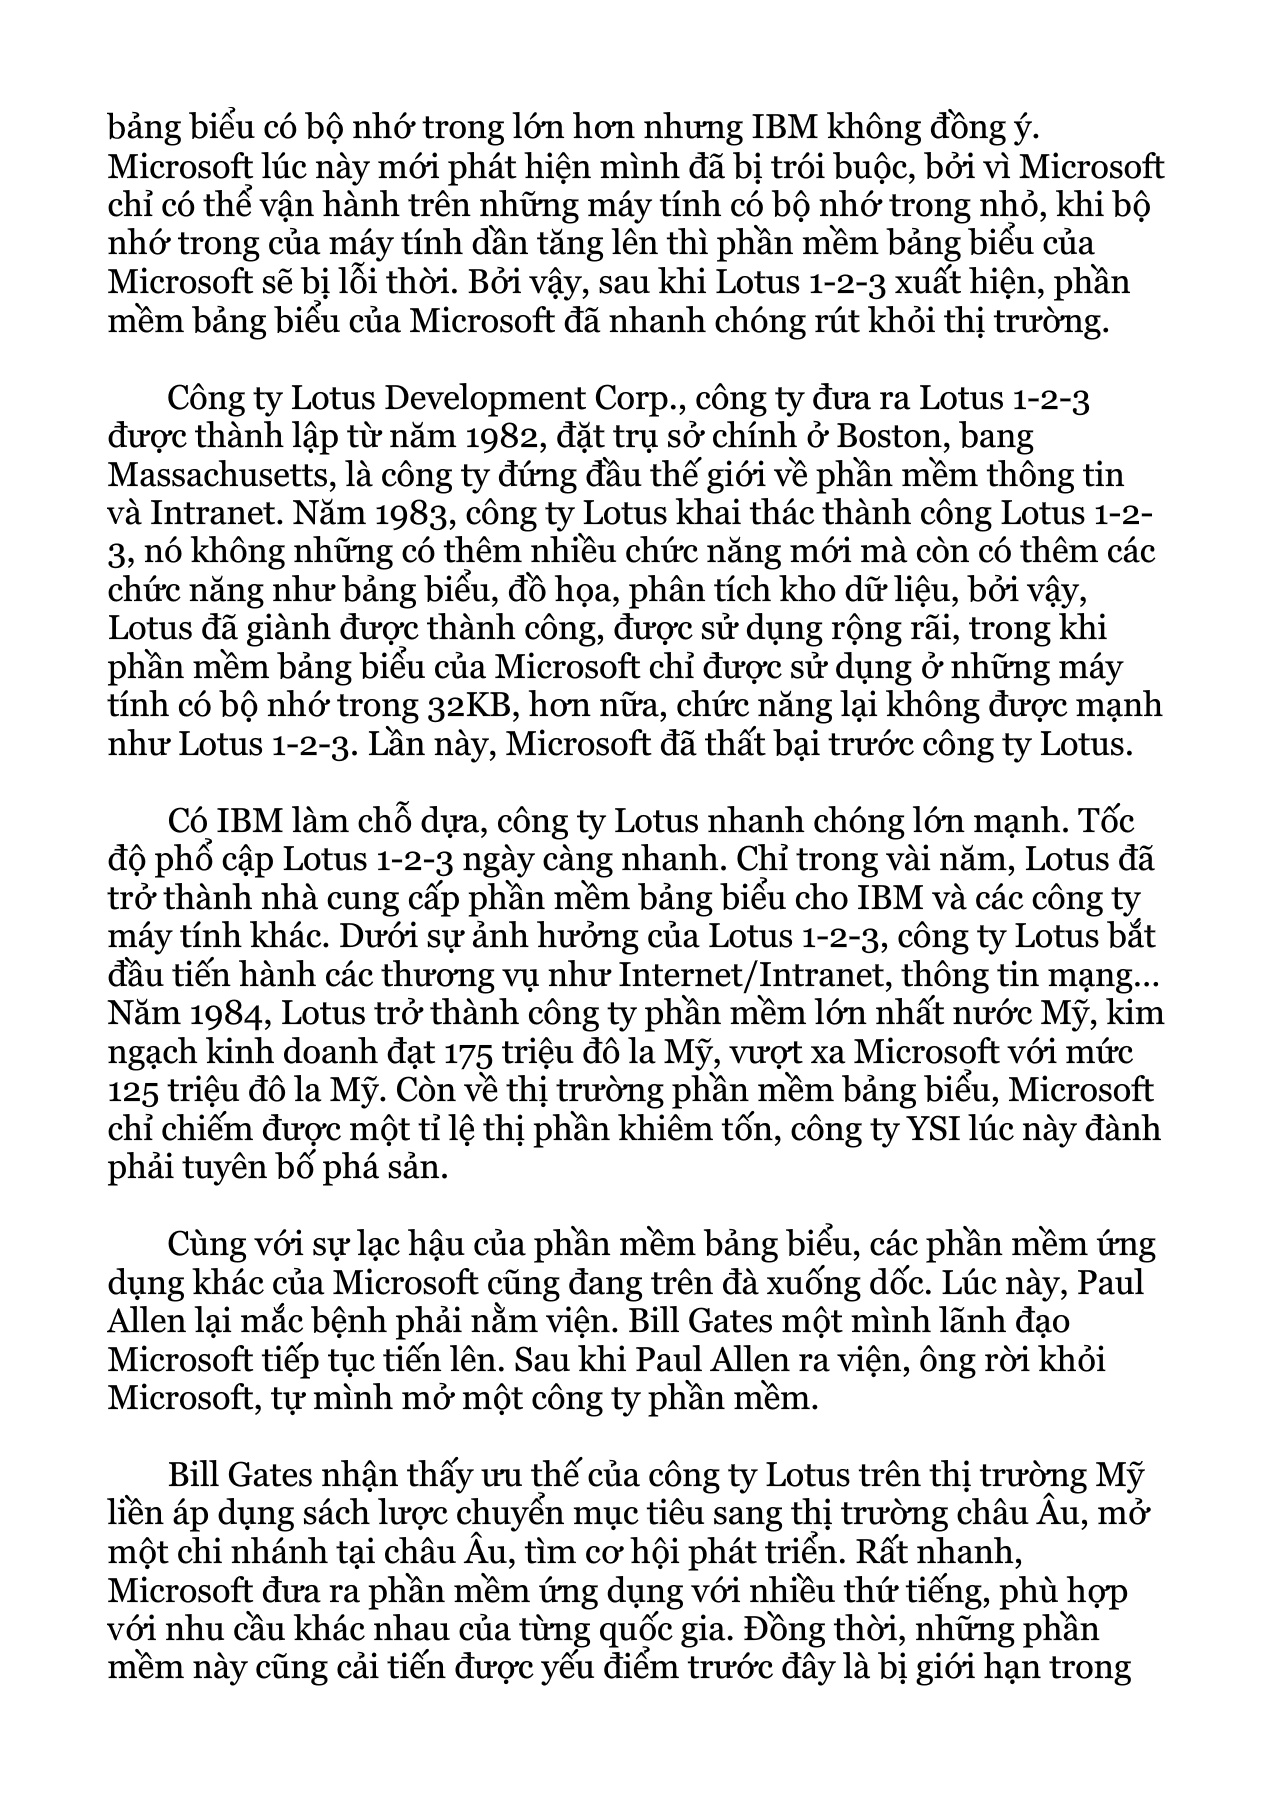 bảng biểu có bộ nhớ trong lớn hơn nhưng IBM không đồng ý.
Microsoft lúc này mới phát hiện mình đã bị trói buộc, bởi vì Microsoft
chỉ có thể vận hành trên những máy tính có bộ nhớ trong nhỏ, khi bộ
nhớ trong của máy tính dần tăng lên thì phần mềm bảng biểu của
Microsoft sẽ bị lỗi thời. Bởi vậy, sau khi Lotus 1-2-3 xuất hiện, phần
mềm bảng biểu của Microsoft đã nhanh chóng rút khỏi thị trường.
Công ty Lotus Development Corp., công ty đưa ra Lotus 1-2-3
được thành lập từ năm 1982, đặt trụ sở chính ở Boston, bang
Massachusetts, là công ty đứng đầu thế giới về phần mềm thông tin
và Intranet. Năm 1983, công ty Lotus khai thác thành công Lotus 1-2-
3, nó không những có thêm nhiều chức năng mới mà còn có thêm các
chức năng như bảng biểu, đồ họa, phân tích kho dữ liệu, bởi vậy,
Lotus đã giành được thành công, được sử dụng rộng rãi, trong khi
phần mềm bảng biểu của Microsoft chỉ được sử dụng ở những máy
tính có bộ nhớ trong 32KB, hơn nữa, chức năng lại không được mạnh
như Lotus 1-2-3. Lần này, Microsoft đã thất bại trước công ty Lotus.
Có IBM làm chỗ dựa, công ty Lotus nhanh chóng lớn mạnh. Tốc
độ phổ cập Lotus 1-2-3 ngày càng nhanh. Chỉ trong vài năm, Lotus đã
trở thành nhà cung cấp phần mềm bảng biểu cho IBM và các công ty
máy tính khác. Dưới sự ảnh hưởng của Lotus 1-2-3, công ty Lotus bắt
đầu tiến hành các thương vụ như Internet/Intranet, thông tin mạng...
Năm 1984, Lotus trở thành công ty phần mềm lớn nhất nước Mỹ, kim
ngạch kinh doanh đạt 175 triệu đô la Mỹ, vượt xa Microsoft với mức
125 triệu đô la Mỹ. Còn về thị trường phần mềm bảng biểu, Microsoft
chỉ chiếm được một tỉ lệ thị phần khiêm tốn, công ty YSI lúc này đành
phải tuyên bố phá sản.
Cùng với sự lạc hậu của phần mềm bảng biểu, các phần mềm ứng
dụng khác của Microsoft cũng đang trên đà xuống dốc. Lúc này, Paul
Allen lại mắc bệnh phải nằm viện. Bill Gates một mình lãnh đạo
Microsoft tiếp tục tiến lên. Sau khi Paul Allen ra viện, ông rời khỏi
Microsoft, tự mình mở một công ty phần mềm.
Bill Gates nhận thấy ưu thế của công ty Lotus trên thị trường Mỹ
liền áp dụng sách lược chuyển mục tiêu sang thị trường châu Âu, mở
một chi nhánh tại châu Âu, tìm cơ hội phát triển. Rất nhanh,
Microsoft đưa ra phần mềm ứng dụng với nhiều thứ tiếng, phù hợp
với nhu cầu khác nhau của từng quốc gia. Đồng thời, những phần
mềm này cũng cải tiến được yếu điểm trước đây là bị giới hạn trong